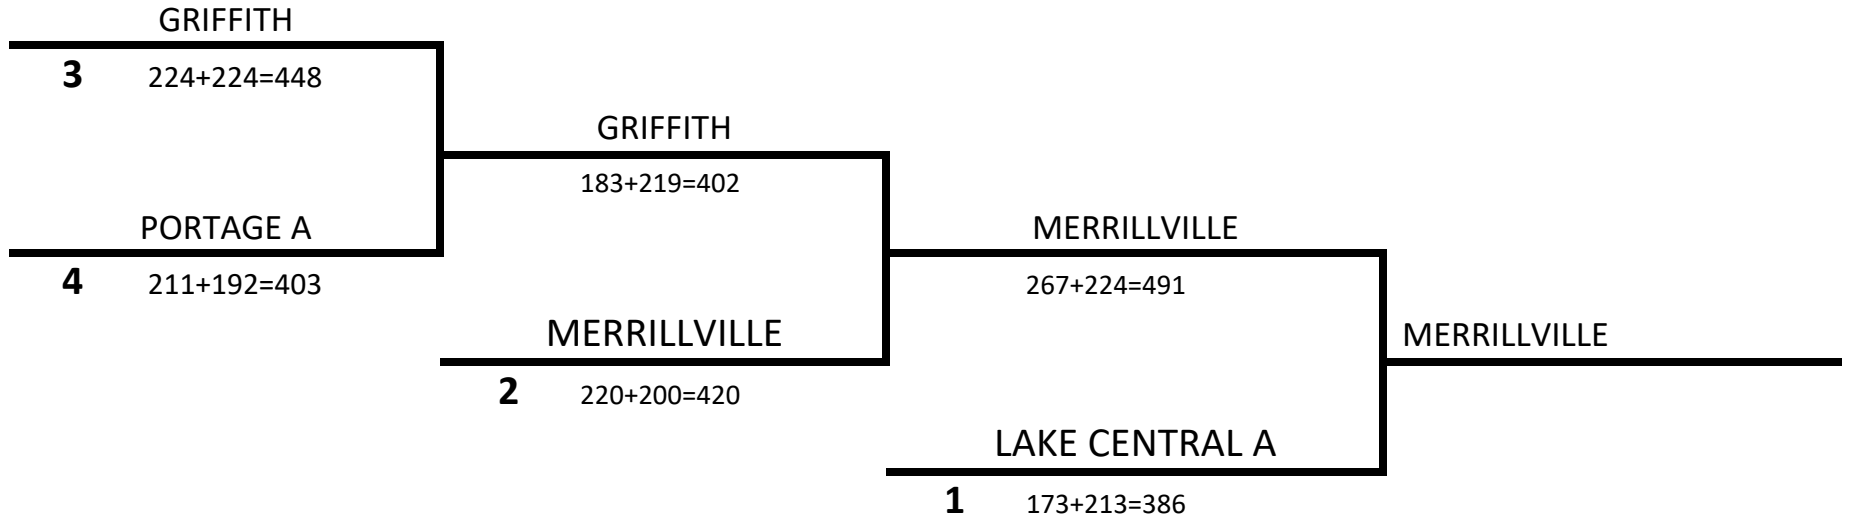 GRIFFITH
3 224+224=448
GRIFFITH
183+219=402
PORTAGE A
4 211+192=403
MERRILLVILLE
267+224=491
MERRILLVILLE
2 220+200=420
MERRILLVILLE
LAKE CENTRAL A
1 173+213=386